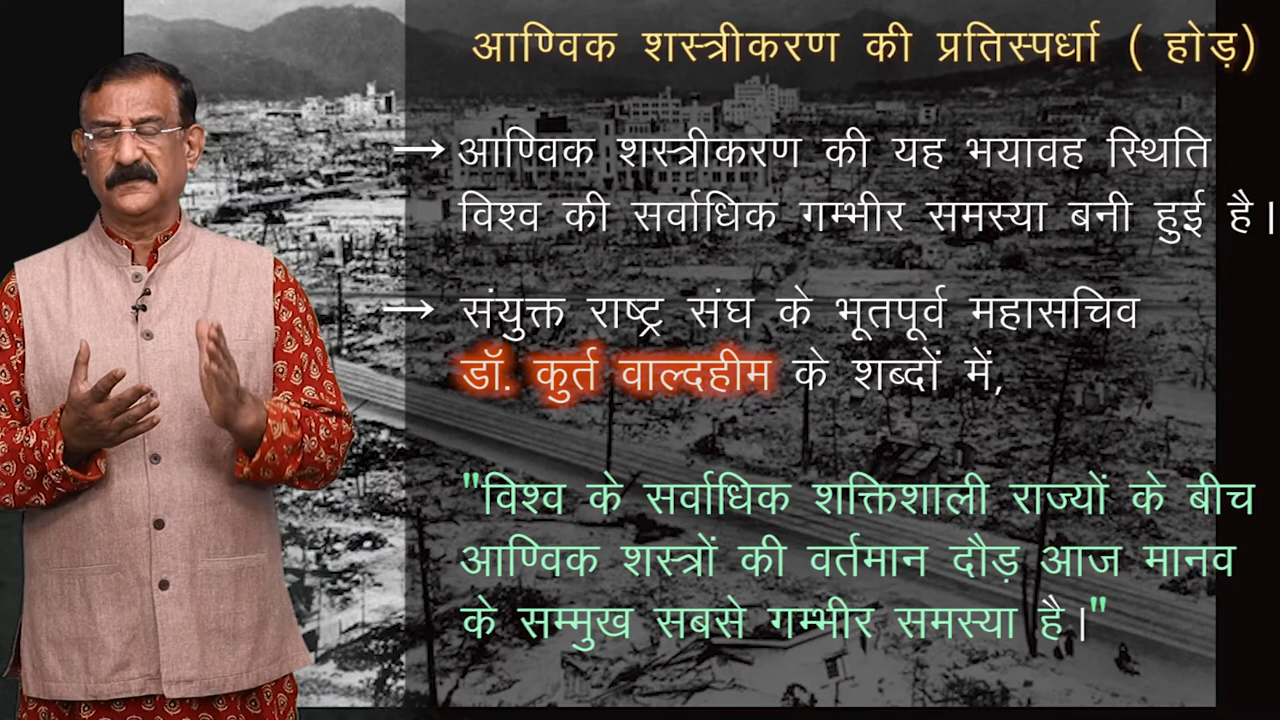 आण्विक शस्त्रीकरण की प्रतिस्पर्धा ( होड़)
→ आण्विक शस्त्रीकरण की यह भयावह स्थिति
विश्व की सर्वाधिक गम्भीर समस्या बनी हुई है।
→ संयुक्त राष्ट्र संघ के भूतपूर्व महासचिव
डॉ. कुर्त वाल्दहीम के शब्दों में,
"विश्व के सर्वाधिक शक्तिशाली राज्यों के बीच
आण्विक शस्त्रों की वर्तमान दौड़ आज मानव
के सम्मुख सबसे गम्भीर समस्या है।"